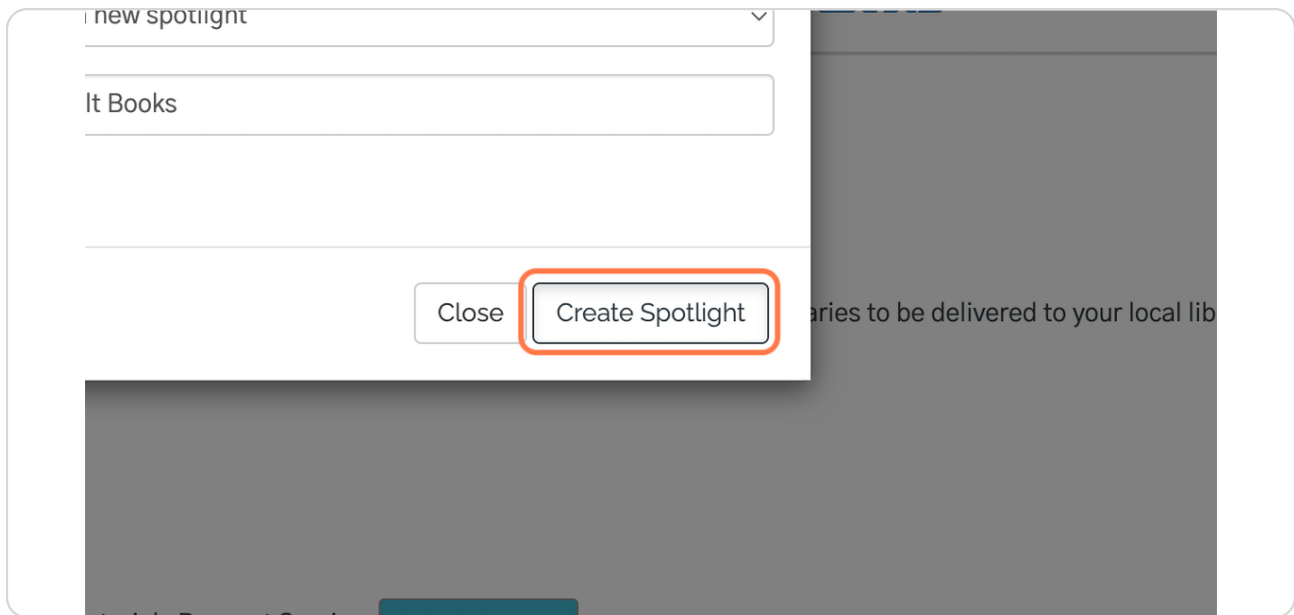 new spotlight
lt Books
Close
Create Spotlight
aries to be delivered to your local lib